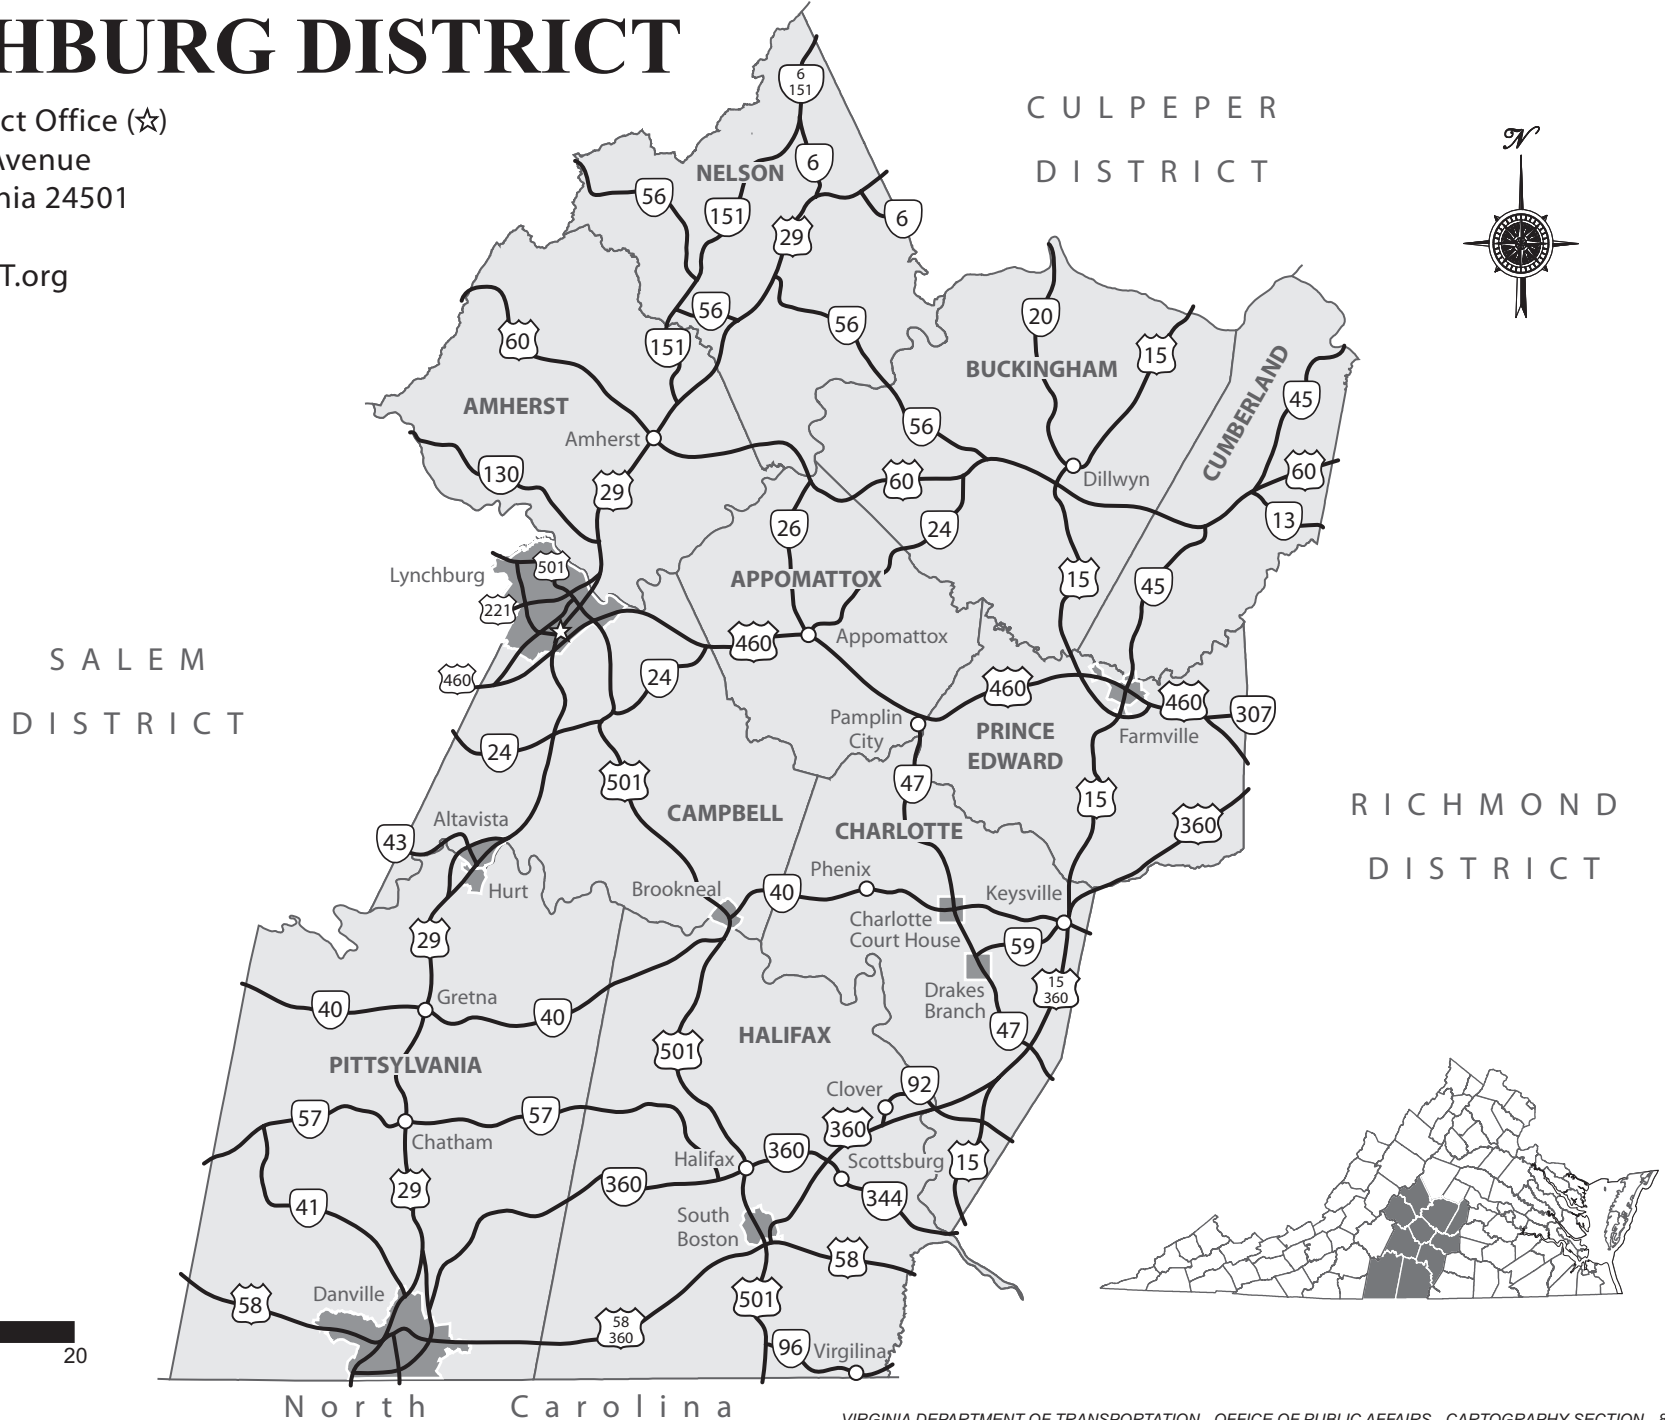 HBURG DISTRICT
ct Office (☆)
Avenue
nia 24501
T.org
CULPEPER
DISTRICT
N
6
151
NELSON
6
56
151
6
29
56
56
20
60
151
15
BUCKINGHAM
CUMBERLAND
45
AMHERST
56
Amherst
130
60
60
Dillwyn
29
26
24
13
501
Lynchburg
APPOMATTOX
15
45
221
460
Appomattox
SALEM
DISTRICT
460
24
460
460
307
Pamplin
City
PRINCE
EDWARD
Farmville
24
501
47
15
RICHMOND
DISTRICT
Altavista
CAMPBELL
CHARLOTTE
360
43
Phenix
Hurt
Brookneal
40
Keysville
Charlotte
Court House
29
59
Drakes
Branch
15
360
Gretna
40
40
47
HALIFAX
501
PITTSYLVANIA
Clover
92
57
57
360
Chatham
Halifax
360
Scottsburg
15
29
360
344
41
South
Boston
58
Danville
58
501
58
360
96
Virgilina
20
North Carolina
VIRGINIA DEPARTMENT OF TRANSPORTATION OFFICE OF PUBLIC AFFAIRS CARTOGRAPHY SECTION